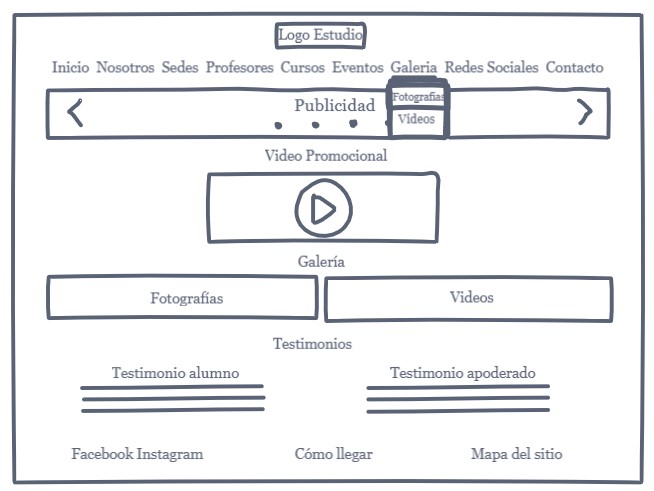 Logo Estudio
Inicio Nosotros Sedes Profesores Cursos Eventos Galeria Redes Sociales Contacto
Fotografías
Publicidad
Videos
Video Promocional
Galería
Fotografías Videos
Testimonios
Testimonio alumno Testimonio apoderado
Facebook Instagram Cómo llegar Mapa del sitio